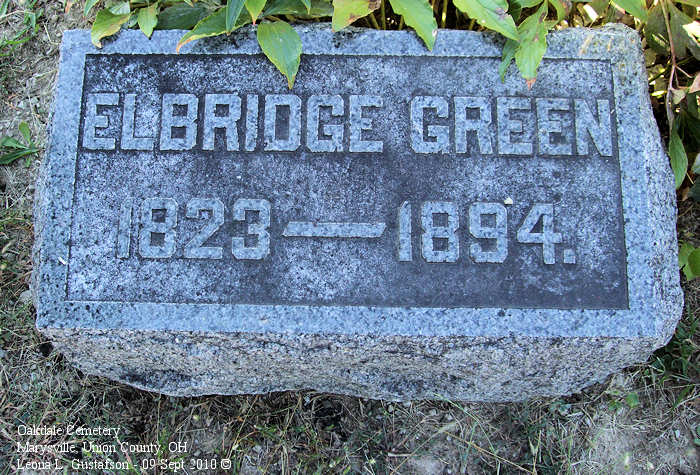 ELBRIDGE GREEN
1823—1894.
Oakdale Cemetery
Marysville, Union County, OH
Leona L. Gustafson - 09 Sept 2010 ©